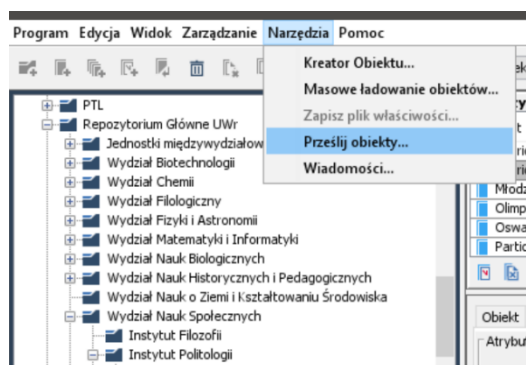 Program Edycja Widok Zarządzanie Narzędzia Pomoc
Kreator Obiektu...
Masowe ładowanie obiektów...
Zapisz plik właściwości...
Prześlij obiekty...
Wiadomości...
PTL
Repozytorium Główne UWr
Jednostki międzywydziałow
Wydział Biotechnologii
Wydział Chemii
Wydział Filologiczny
Wydział Fizyki i Astronomii
Wydział Matematyki i Informatyki
Wydział Nauk Biologicznych
Wydział Nauk Historycznych i Pedagogicznych
Wydział Nauk o Ziemi i Kształtowaniu Środowiska
Wydział Nauk Społecznych
Instytut Filozofii
Instytut Politologii
Młodz
Olimp
Oswa
Partic
Obiekt
Atrybut